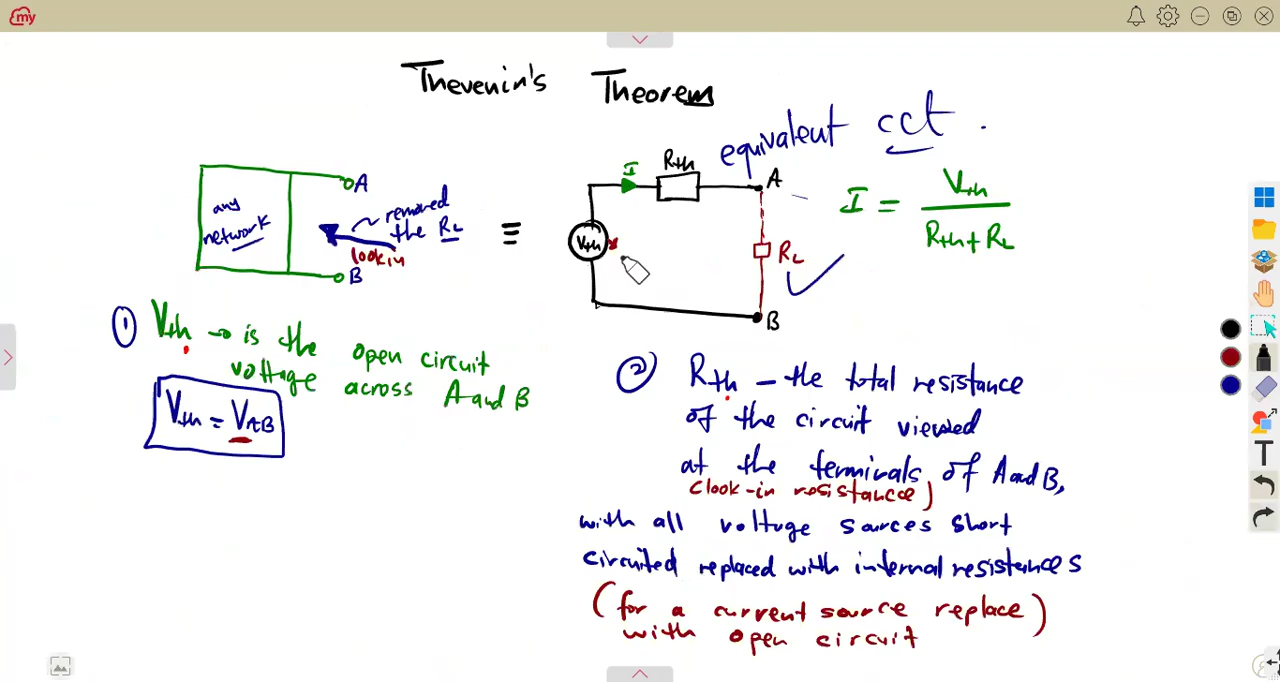 my
Thevenin's Theorem
equivalent cct.
any
network
A
B
removed
the RL
look in
≡
I
Rth
A
Vth
RL
B
I = Vth / Rth + RL
① Vth → is the open circuit
voltage across A and B
Vth = VAB
② Rth – the total resistance
of the circuit viewed
at the terminals of A and B,
(look-in resistance)
with all voltage sources short
circuited replaced with internal resistances
(for a current source replace)
with open circuit
T